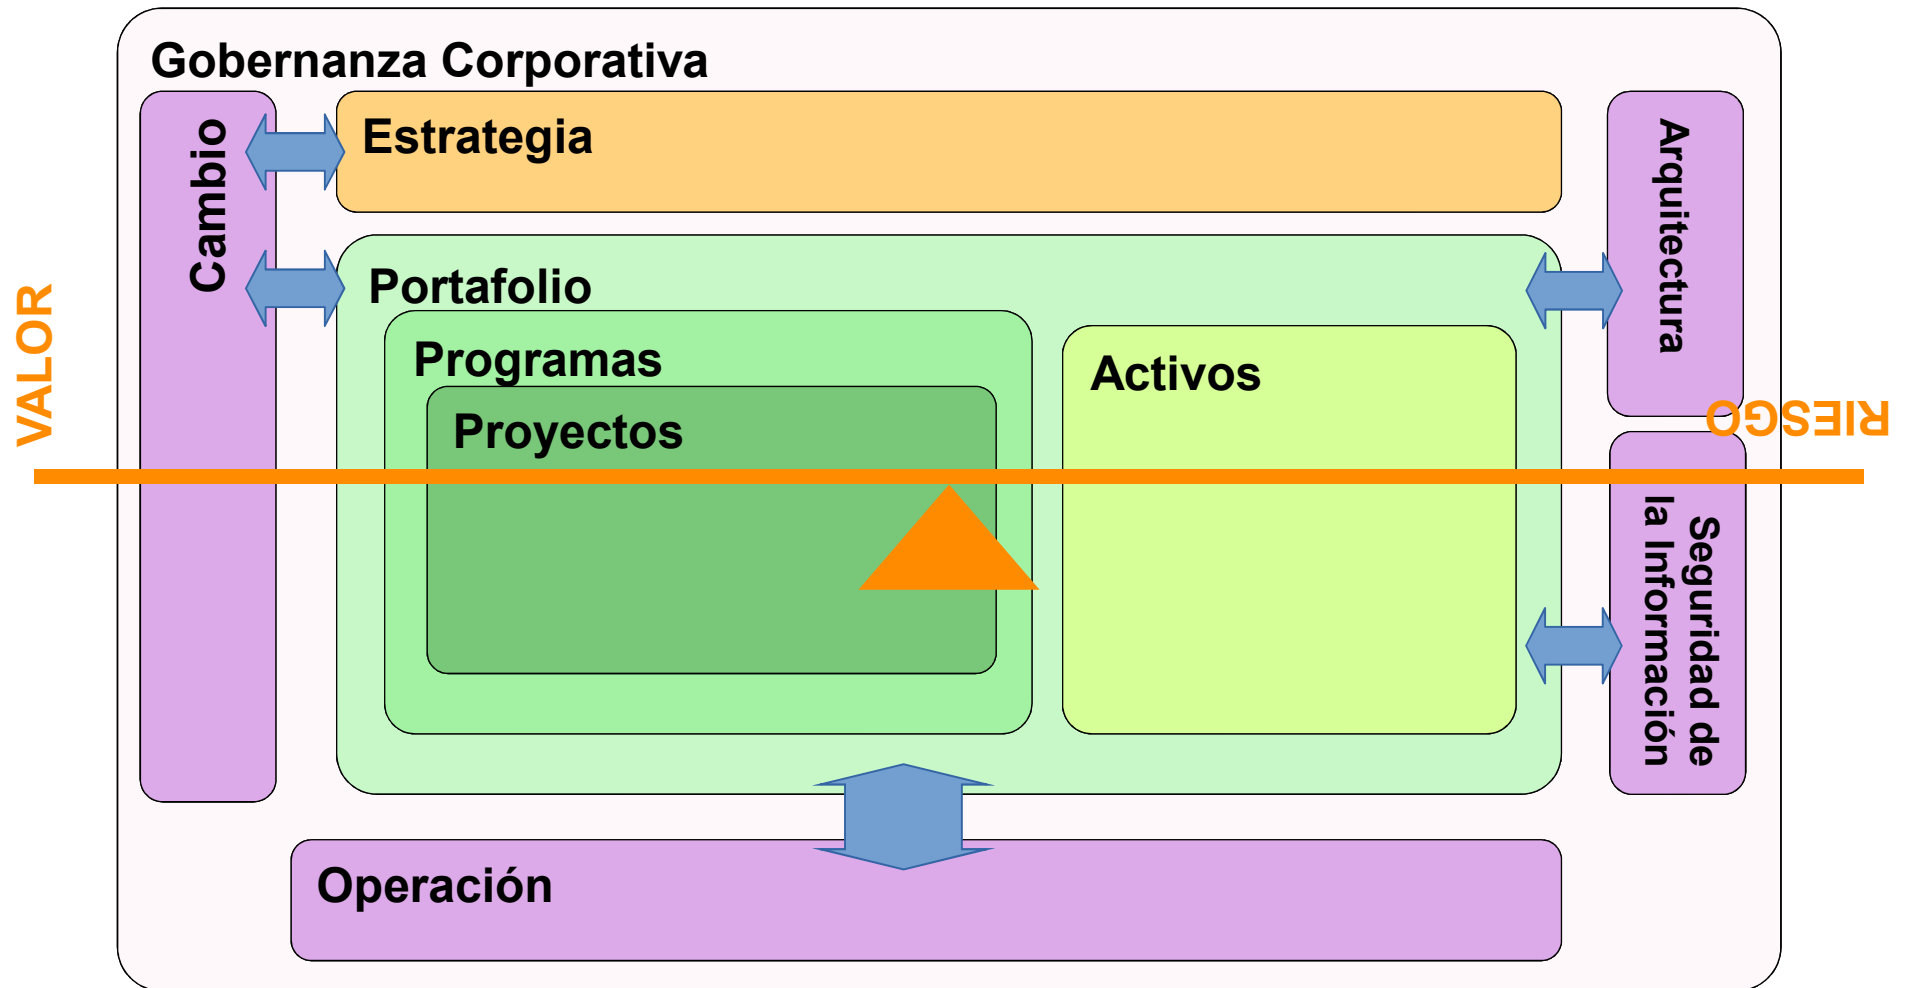 Gobernanza Corporativa
Cambio
Estrategia
Arquitectura
Portafolio
Programas
Proyectos
Activos
VALOR
RIESGO
Seguridad de
la Información
Operación